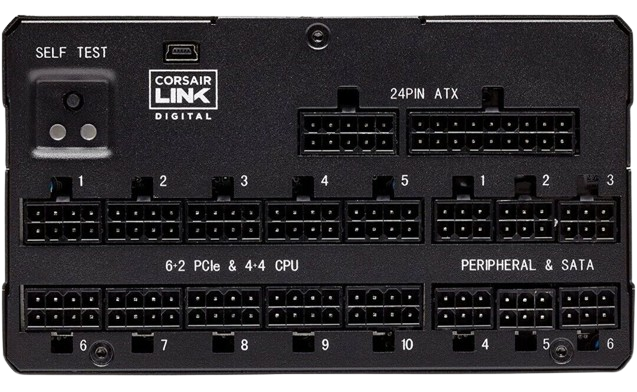 SELF TEST
CORSAIR
LINK
DIGITAL
24PIN ATX
1 2 3 4 5 1 2 3
6+2 PCIe & 4+4 CPU PERIPHERAL & SATA
6 7 8 9 10 4 5 6